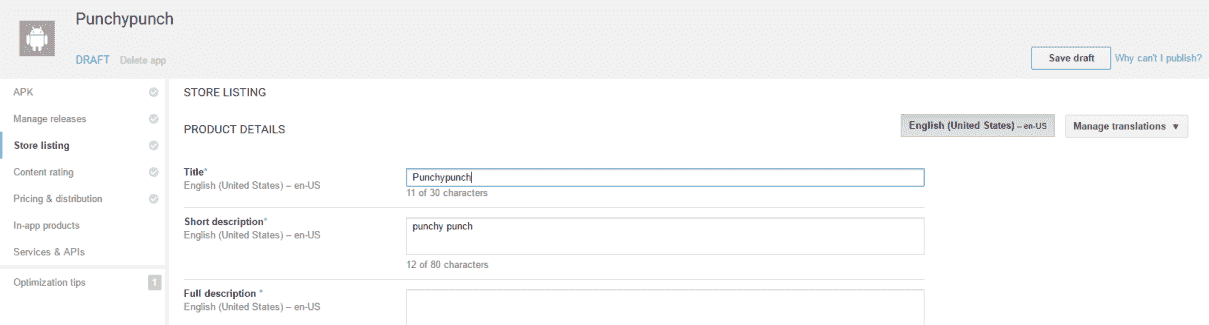 Punchypunch
DRAFT Delete app
Save draft Why can't I publish?
APK
Manage releases
Store listing
Content rating
Pricing & distribution
In-app products
Services & APIs
Optimization tips 1
STORE LISTING
PRODUCT DETAILS
English (United States) – en-US Manage translations ▼
Title*
English (United States) – en-US
Punchypunch
11 of 30 characters
Short description*
English (United States) – en-US
punchy punch
12 of 80 characters
Full description *
English (United States) – en-US